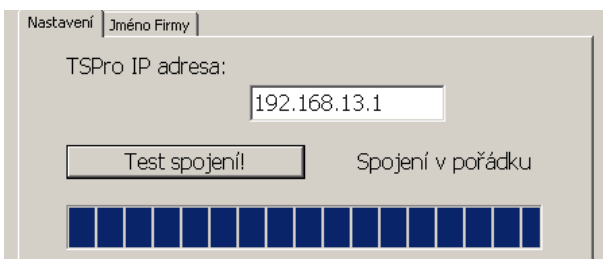 Nastavení Jméno Firmy
TSPro IP adresa:
192.168.13.1
Test spojení! Spojení v pořádku